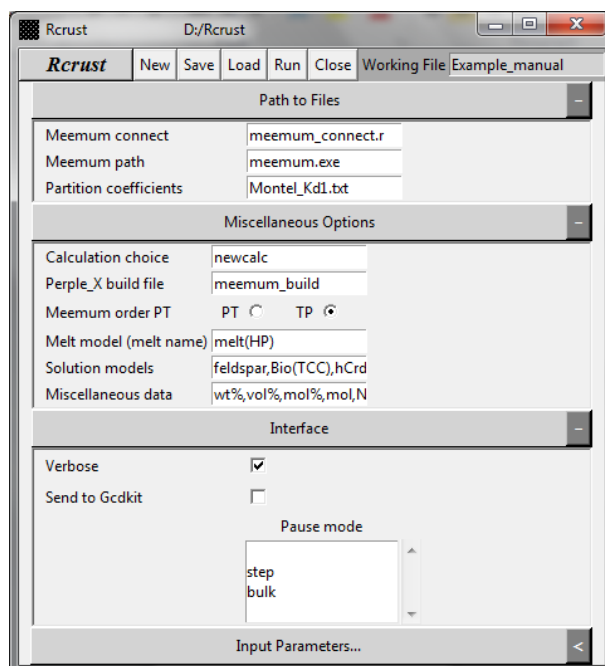 Rcrust D:/Rcrust
Rcrust New Save Load Run Close Working File Example_manual
Path to Files –
Meemum connect meemum_connect.r
Meemum path meemum.exe
Partition coefficients Montel_Kd1.txt
Miscellaneous Options –
Calculation choice newcalc
Perple_X build file meemum_build
Meemum order PT PT TP
Melt model (melt name) melt(HP)
Solution models feldspar,Bio(TCC),hCrd
Miscellaneous data wt%,vol%,mol%,mol,N
Interface –
Verbose
Send to Gcdkit
Pause mode
step
bulk
Input Parameters... <